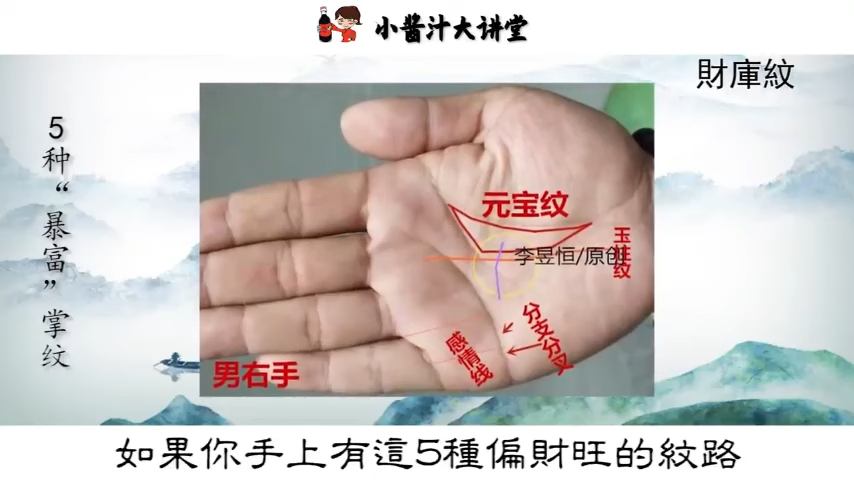 小酱汁大讲堂
財庫紋
5种“暴富”掌纹
元宝纹
玉柱纹
李昱恒/原创
分支分叉
感情线
男右手
如果你手上有這5種偏財旺的紋路